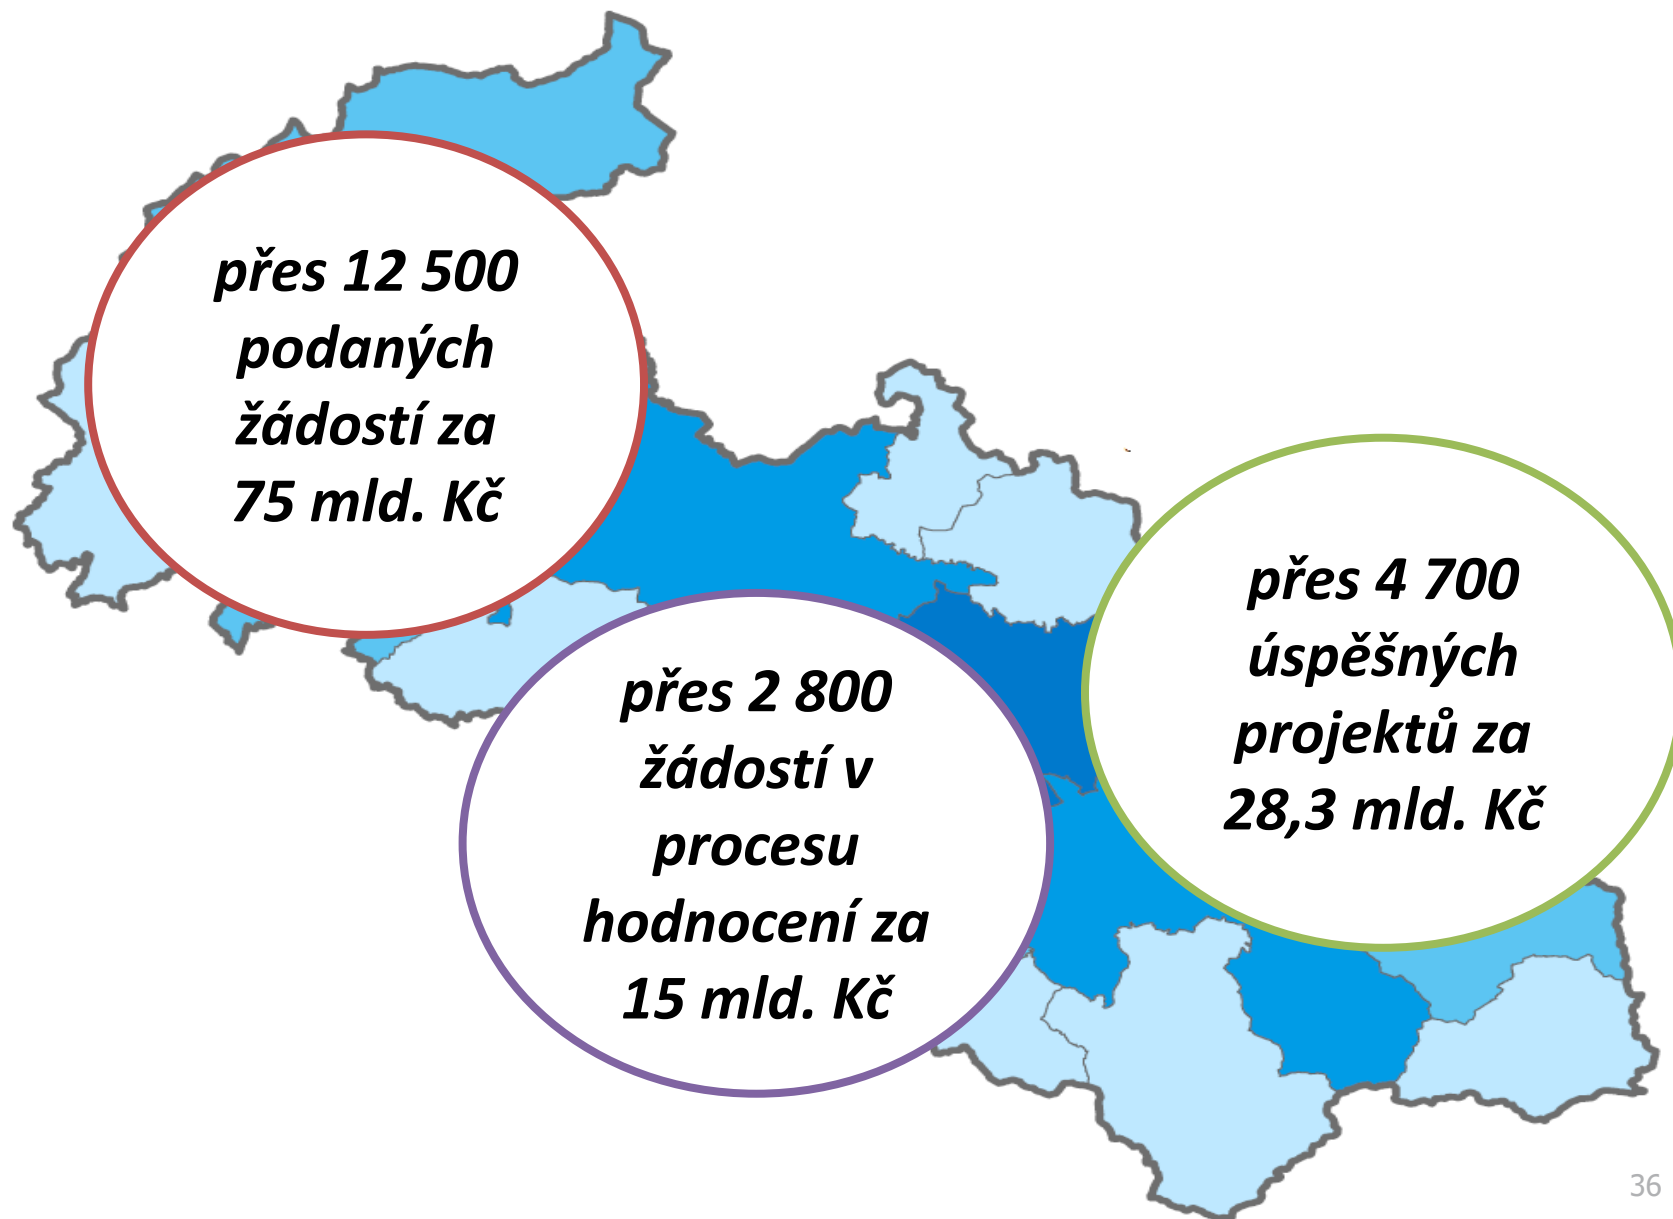 přes 12 500
podaných
žádostí za
75 mld. Kč
přes 2 800
žádostí v
procesu
hodnocení za
15 mld. Kč
přes 4 700
úspěšných
projektů za
28,3 mld. Kč
36